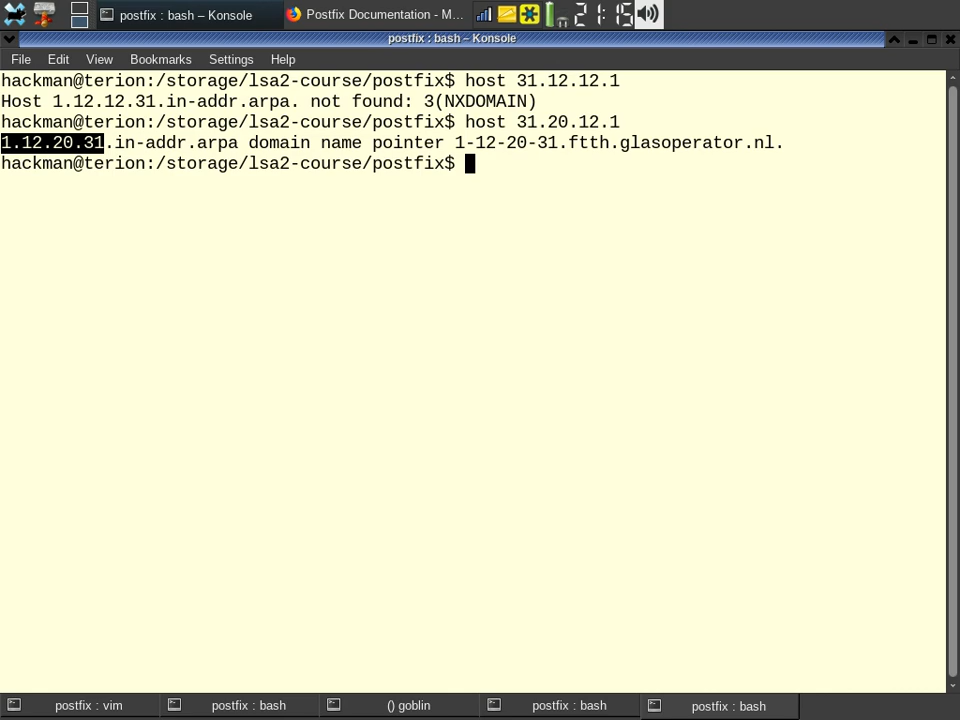 postfix : bash – Konsole
Postfix Documentation - M...
21:15
postfix : bash – Konsole
File Edit View Bookmarks Settings Help
hackman@terion:/storage/lsa2-course/postfix$ host 31.12.12.1
Host 1.12.12.31.in-addr.arpa. not found: 3(NXDOMAIN)
hackman@terion:/storage/lsa2-course/postfix$ host 31.20.12.1
1.12.20.31.in-addr.arpa domain name pointer 1-12-20-31.ftth.glasoperator.nl.
hackman@terion:/storage/lsa2-course/postfix$
postfix : vim
postfix : bash
() goblin
postfix : bash
postfix : bash